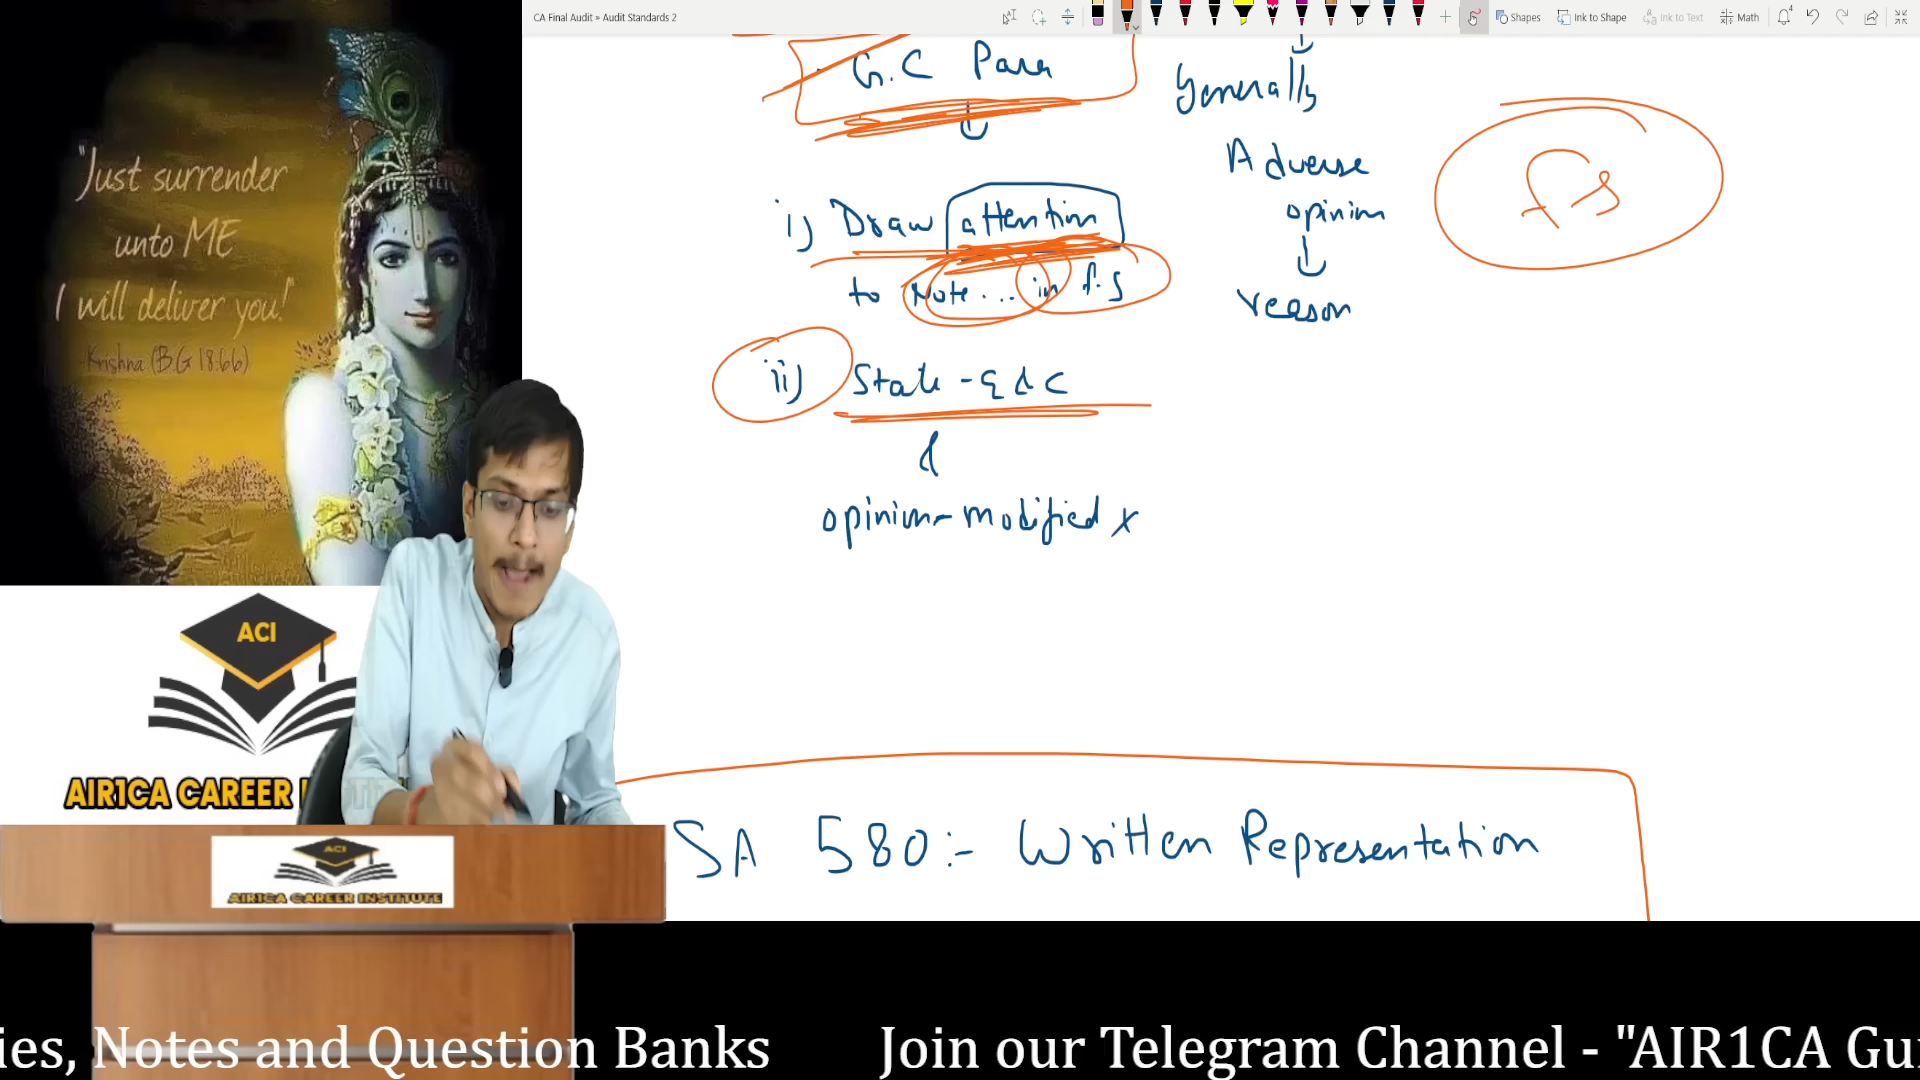 CA Final Audit » Audit Standards 2
Shapes
Ink to Shape
Ink to Text
Math
G.C Para
Generally
Adverse
opinion
reason
f s
i) Draw attention
to Note... in f.s
ii) State - & d c
&
opinion - modified x
SA 580:- Written Representation
"Just surrender
unto ME
I will deliver you!"
-Krishna (B.G 18:66)
ACI
AIR1CA CAREER I
ACI
AIR1CA CAREER INSTITUTE
ies, Notes and Question Banks
Join our Telegram Channel - "AIR1CA Gu